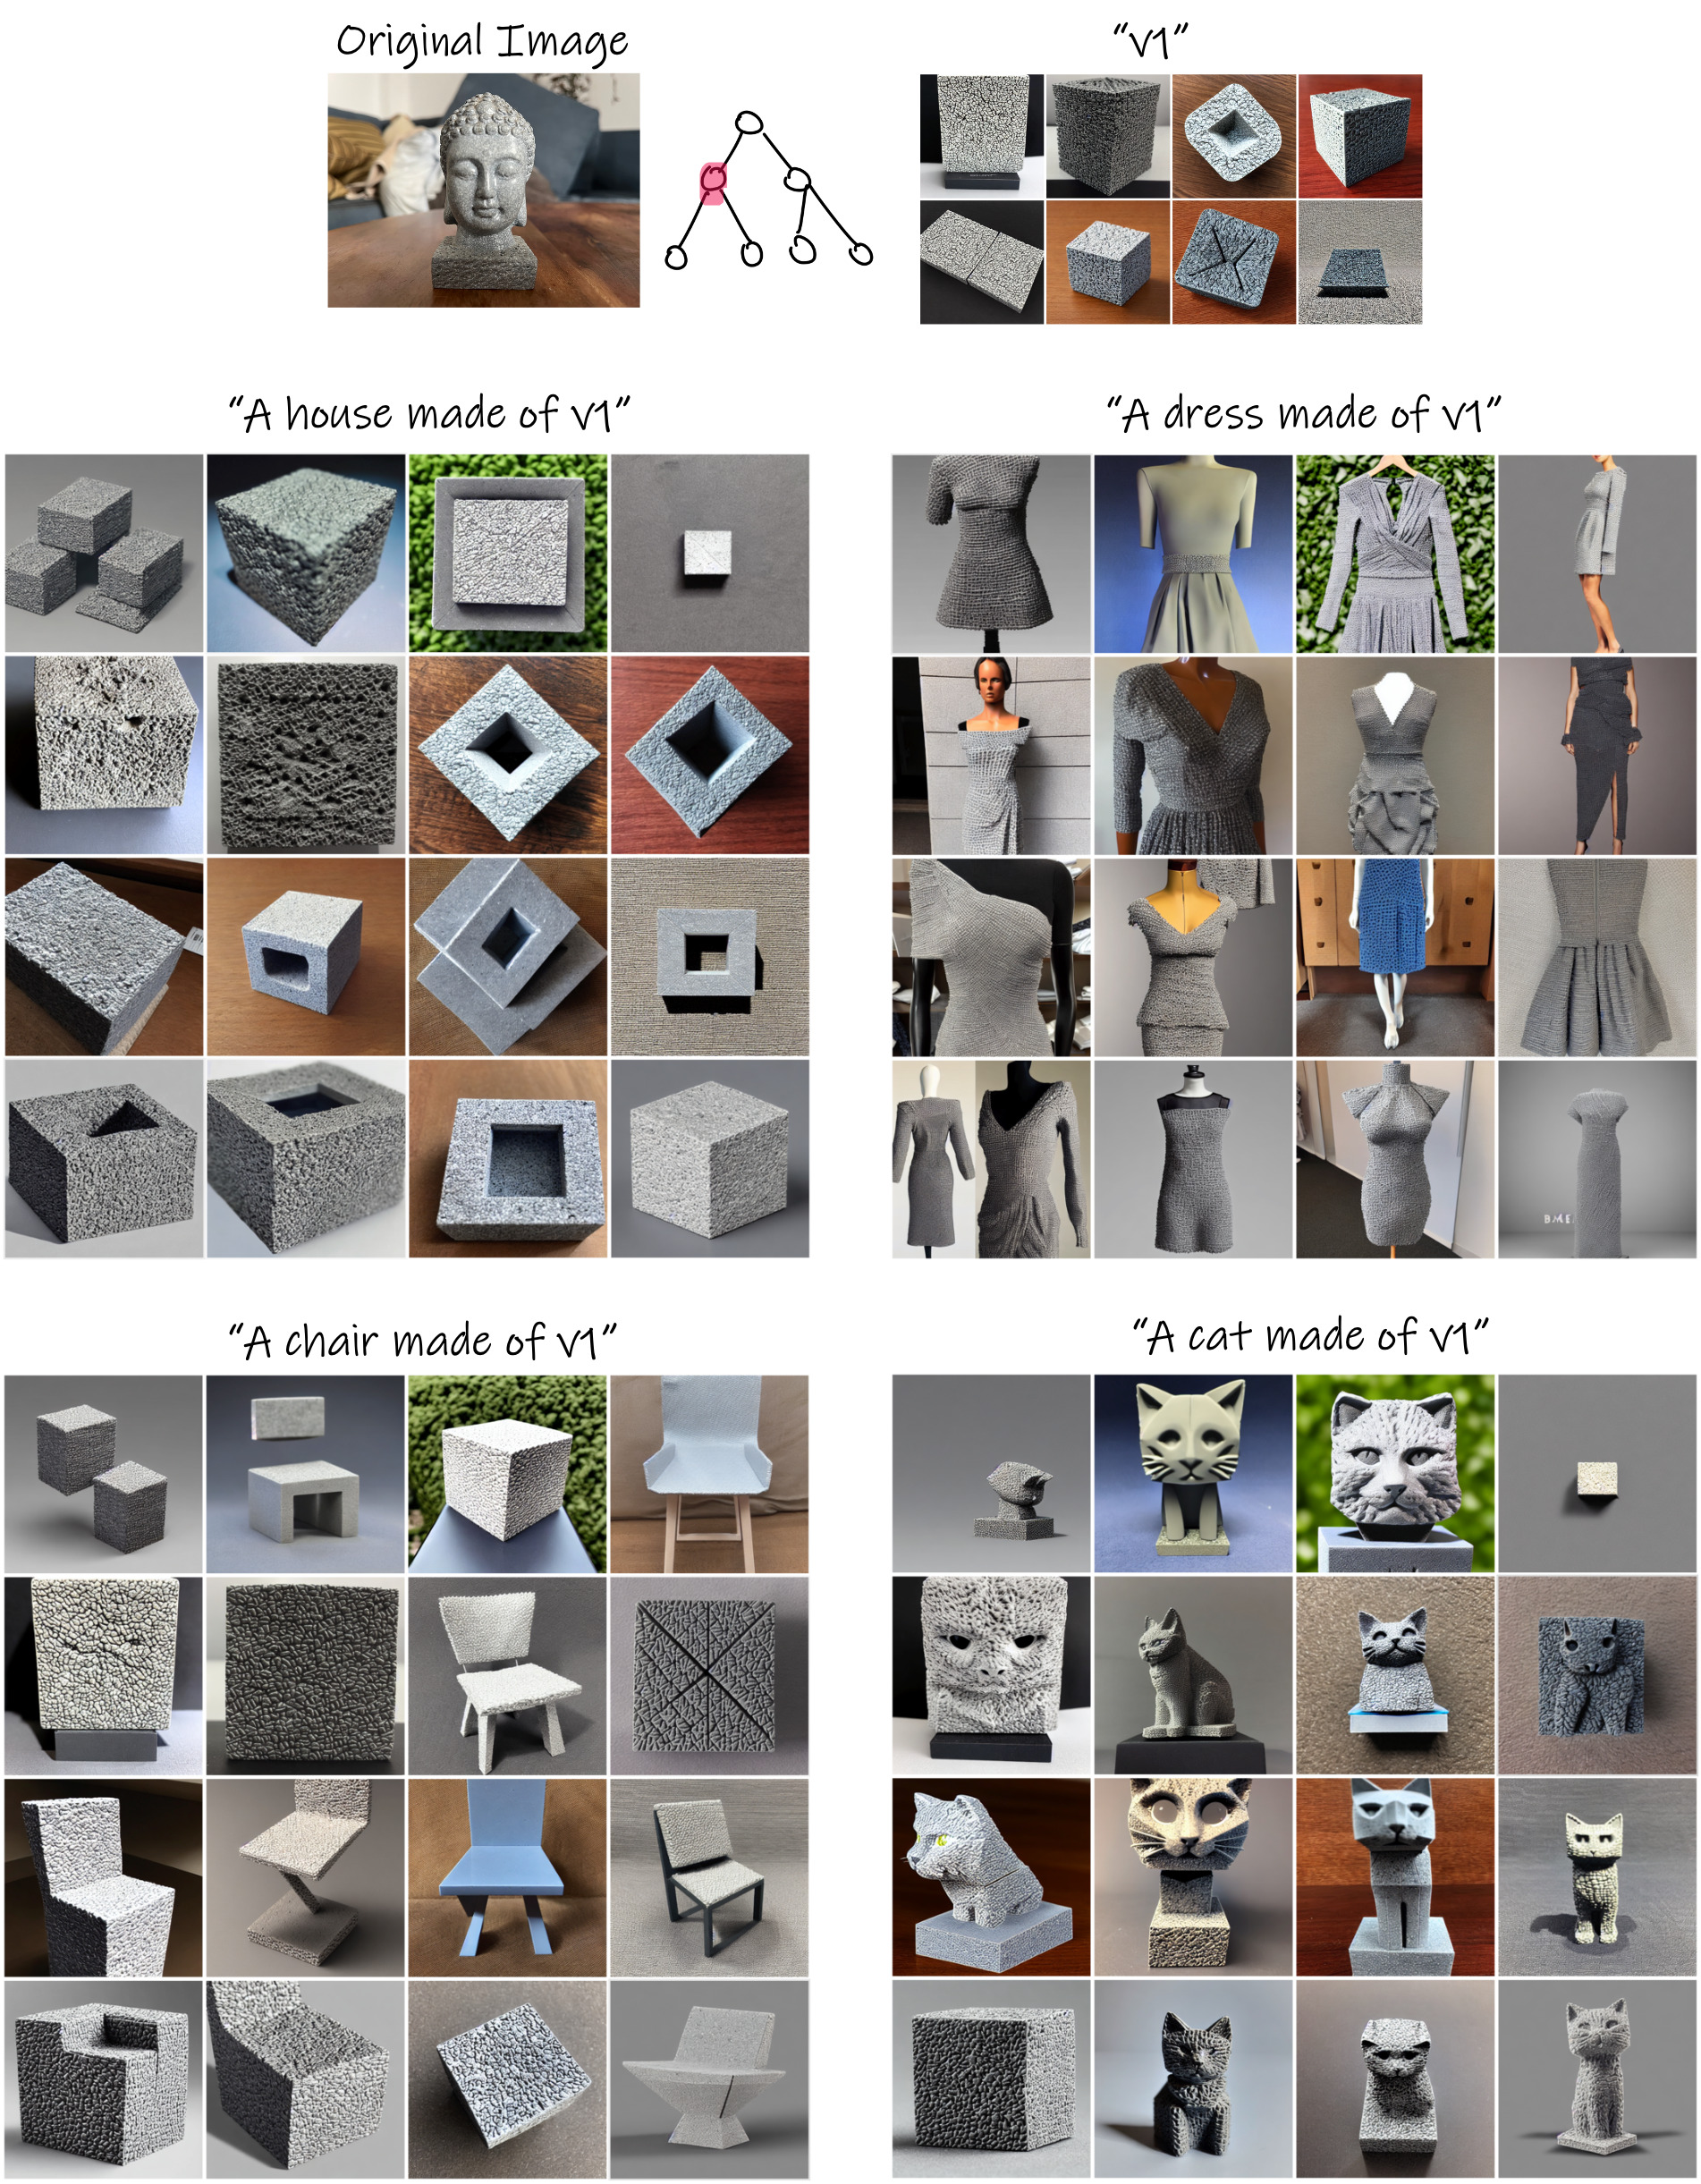 Original Image
"v1"
"A house made of v1"
"A dress made of v1"
"A chair made of v1"
"A cat made of v1"